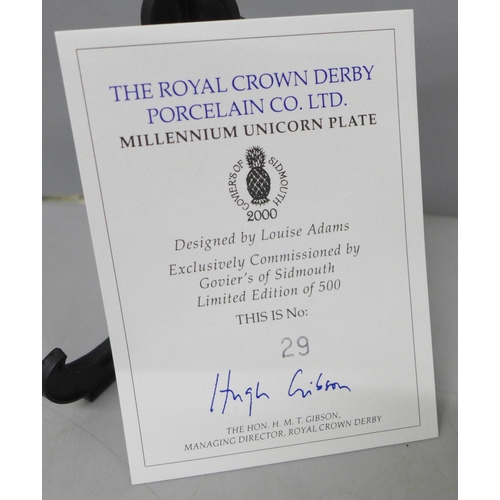 THE ROYAL CROWN DERBY
PORCELAIN CO. LTD.
MILLENNIUM UNICORN PLATE
GOVIER'S OF SIDMOUTH
2000
Designed by Louise Adams
Exclusively Commissioned by
Govier's of Sidmouth
Limited Edition of 500
THIS IS No:
29
Hugh Gibson
THE HON. H. M. T. GIBSON,
MANAGING DIRECTOR, ROYAL CROWN DERBY